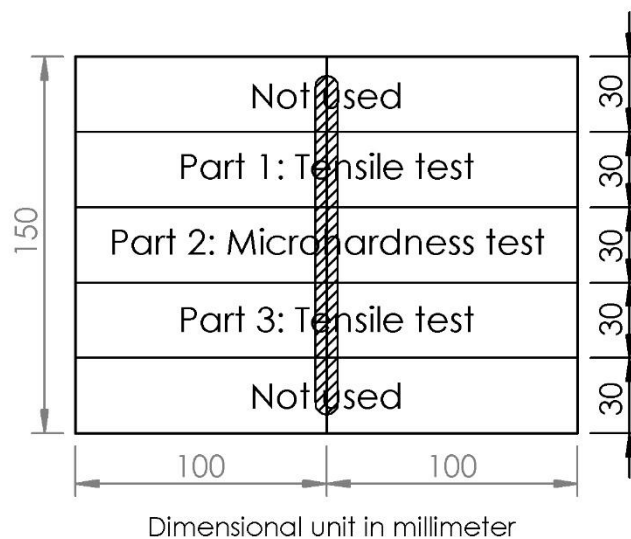 Not used
Part 1: Tensile test
Part 2: Microhardness test
Part 3: Tensile test
Not used
150
30
30
30
30
30
100
100
Dimensional unit in millimeter